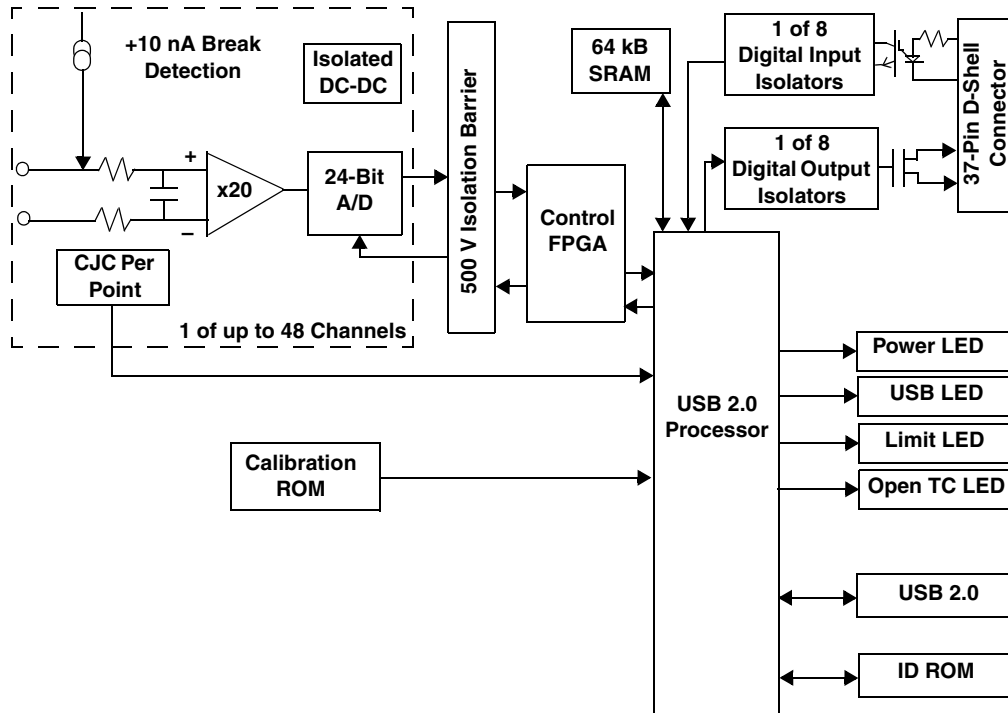 +10 nA Break
Detection
Isolated
DC-DC
+
x20
−
24-Bit
A/D
CJC Per
Point
1 of up to 48 Channels
500 V Isolation Barrier
Control
FPGA
64 kB
SRAM
1 of 8
Digital Input
Isolators
1 of 8
Digital Output
Isolators
37-Pin D-Shell
Connector
USB 2.0
Processor
Calibration
ROM
Power LED
USB LED
Limit LED
Open TC LED
USB 2.0
ID ROM